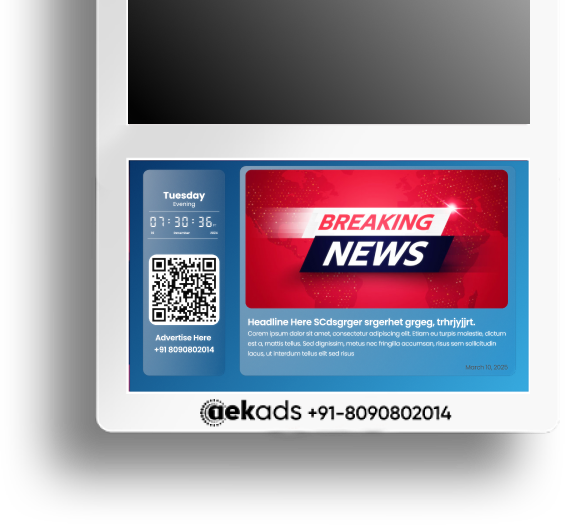 Tuesday
Evening
07:30:36
Advertise Here
+91 8090802014
BREAKING
NEWS
Headline Here SCdsgrger srgerhet grgeg, trhrjyjjrt.
Corem ipsum dolor sit amet, consectetur adipiscing elit. Etiam eu turpis molestie, dictum
est a, mattis tellus. Sed dignissim, metus nec fringilla accumsan, risus sem sollicitudin
lacus, ut interdum tellus elit sed risus
March 10, 2025
aekads +91-8090802014